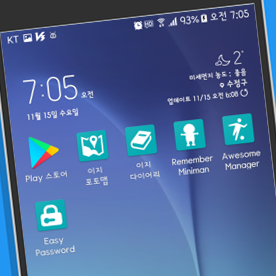 KT
HD 93% 오전 7:05
7:05 오전
11월 15일 수요일
2°
미세먼지 농도 : 좋음
수정구
업데이트 11/15 오전 6:08
Play 스토어
이지
포토맵
이지
다이어리
Remember
Miniman
Awesome
Manager
Easy
Password